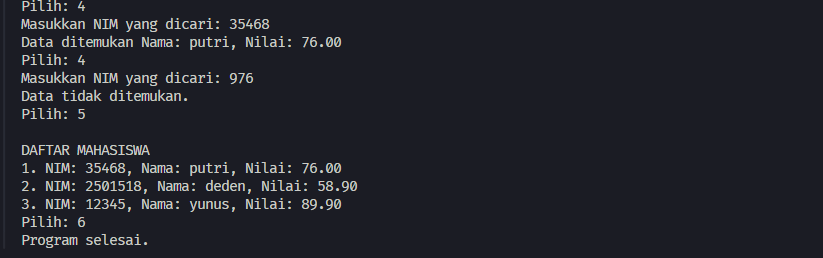 Pilih: 4
Masukkan NIM yang dicari: 35468
Data ditemukan Nama: putri, Nilai: 76.00
Pilih: 4
Masukkan NIM yang dicari: 976
Data tidak ditemukan.
Pilih: 5
DAFTAR MAHASISWA
1. NIM: 35468, Nama: putri, Nilai: 76.00
2. NIM: 2501518, Nama: deden, Nilai: 58.90
3. NIM: 12345, Nama: yunus, Nilai: 89.90
Pilih: 6
Program selesai.